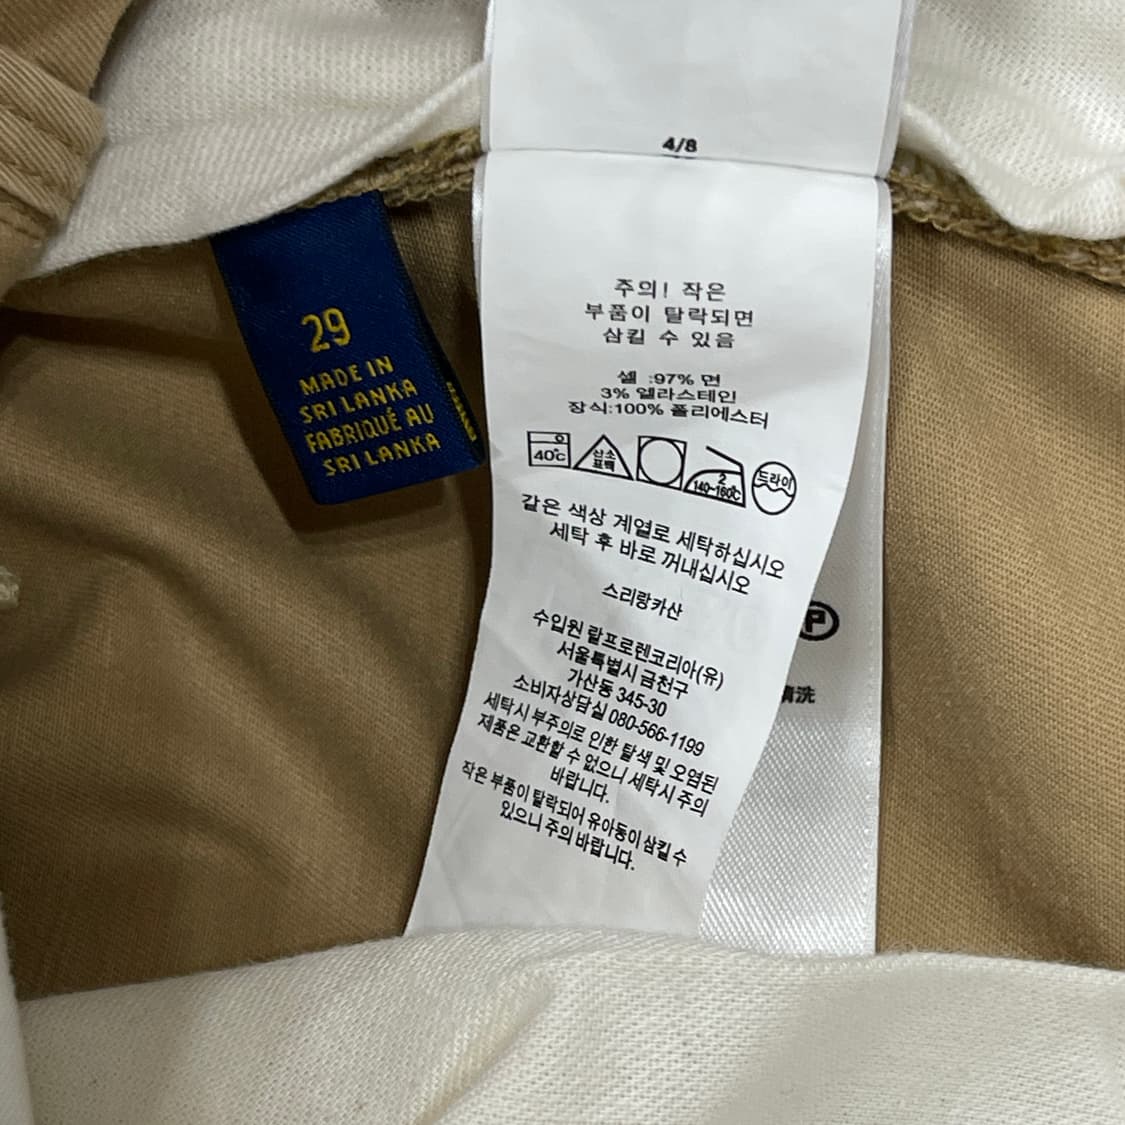 4/8
29
MADE IN
SRI LANKA
FABRIQUÉ AU
SRI LANKA
주의! 작은
부품이 탈락되면
삼킬 수 있음
셀 :97% 면
3% 엘라스테인
장식:100% 폴리에스터
40℃
산소
표백
2
140~160℃
드라이
같은 색상 계열로 세탁하십시오
세탁 후 바로 꺼내십시오
스리랑카산
수입원 랄프로렌코리아(유)
서울특별시 금천구
가산동 345-30
소비자상담실 080-566-1199
세탁시 부주의로 인한 탈색 및 오염된
제품은 교환할 수 없으니 세탁시 주의
바랍니다.
작은 부품이 탈락되어 유아동이 삼킬 수
있으니 주의 바랍니다.
P
洗